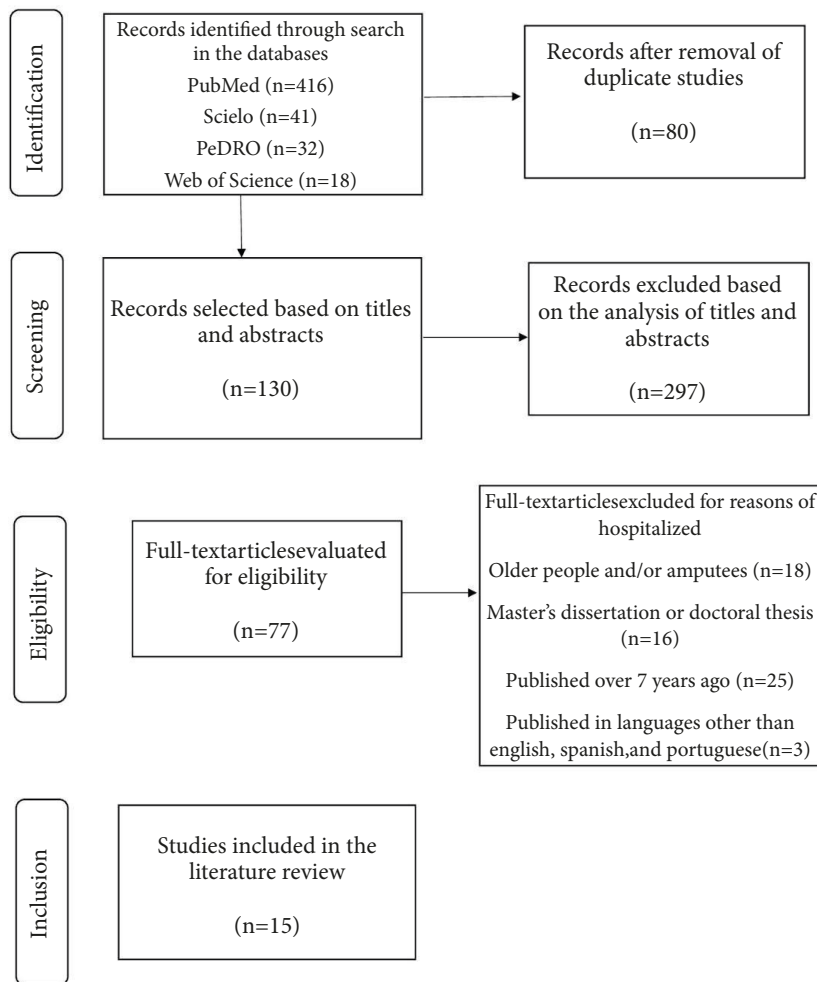 Identification
Records identified through search
in the databases
PubMed (n=416)
Scielo (n=41)
PeDRO (n=32)
Web of Science (n=18)
Records after removal of
duplicate studies
(n=80)
Screening
Records selected based on titles
and abstracts
(n=130)
Records excluded based
on the analysis of titles and
abstracts
(n=297)
Eligibility
Full-textarticlesevaluated
for eligibility
(n=77)
Full-textarticlesexcluded for reasons of
hospitalized
Older people and/or amputees (n=18)
Master's dissertation or doctoral thesis
(n=16)
Published over 7 years ago (n=25)
Published in languages other than
english, spanish,and portuguese(n=3)
Inclusion
Studies included in the
literature review
(n=15)